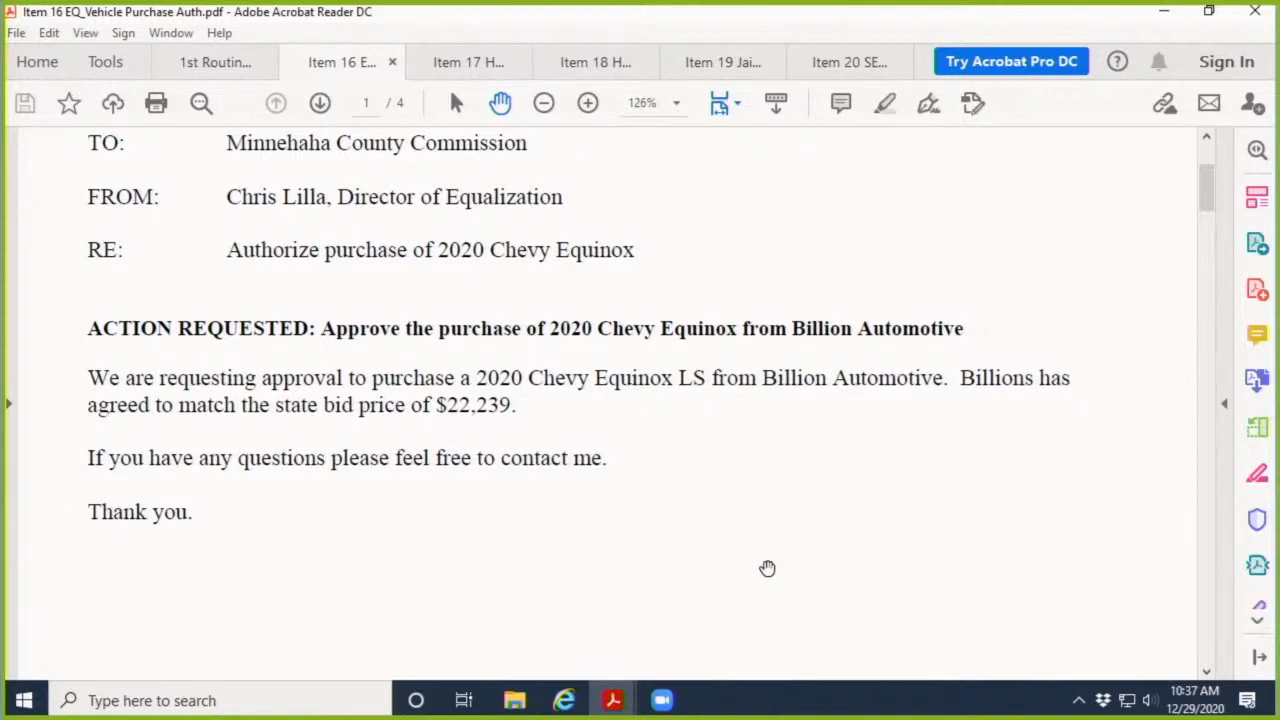 Item 16 EQ_Vehicle Purchase Auth.pdf - Adobe Acrobat Reader DC
File Edit View Sign Window Help
Home Tools 1st Routin... Item 16 E... × Item 17 H... Item 18 H... Item 19 Jai... Item 20 SE... Try Acrobat Pro DC Sign In
1 / 4 126%
TO: Minnehaha County Commission
FROM: Chris Lilla, Director of Equalization
RE: Authorize purchase of 2020 Chevy Equinox
ACTION REQUESTED: Approve the purchase of 2020 Chevy Equinox from Billion Automotive
We are requesting approval to purchase a 2020 Chevy Equinox LS from Billion Automotive. Billions has
agreed to match the state bid price of $22,239.
If you have any questions please feel free to contact me.
Thank you.
Type here to search
10:37 AM
12/29/2020